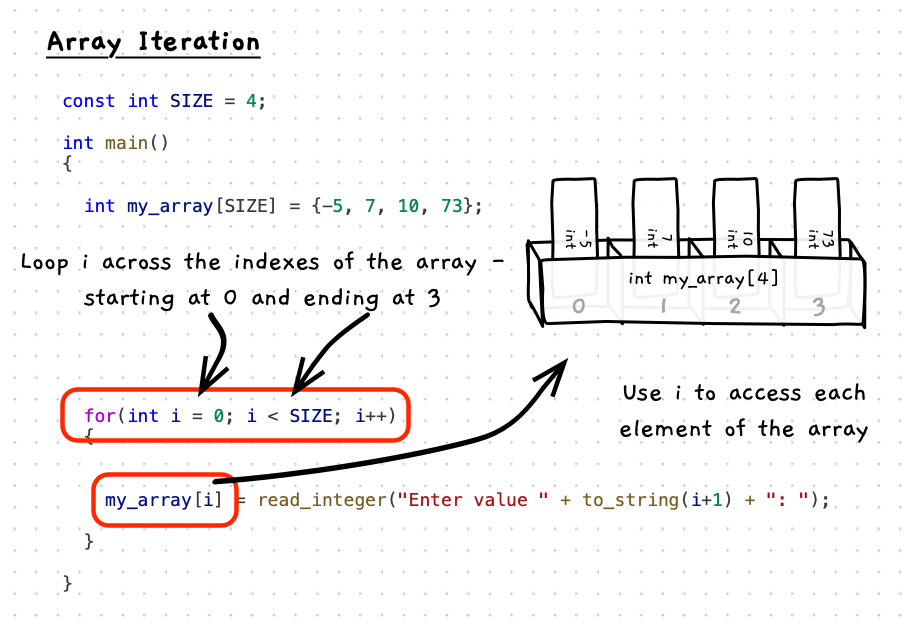 Array Iteration
const int SIZE = 4;
int main()
{
int my_array[SIZE] = {-5, 7, 10, 73};
Loop i across the indexes of the array -
starting at 0 and ending at 3
for(int i = 0; i < SIZE; i++)
{
my_array[i] = read_integer("Enter value " + to_string(i+1) + ": ");
}
}
-5
int
7
int
10
int
73
int
int my_array[4]
0 1 2 3
Use i to access each
element of the array